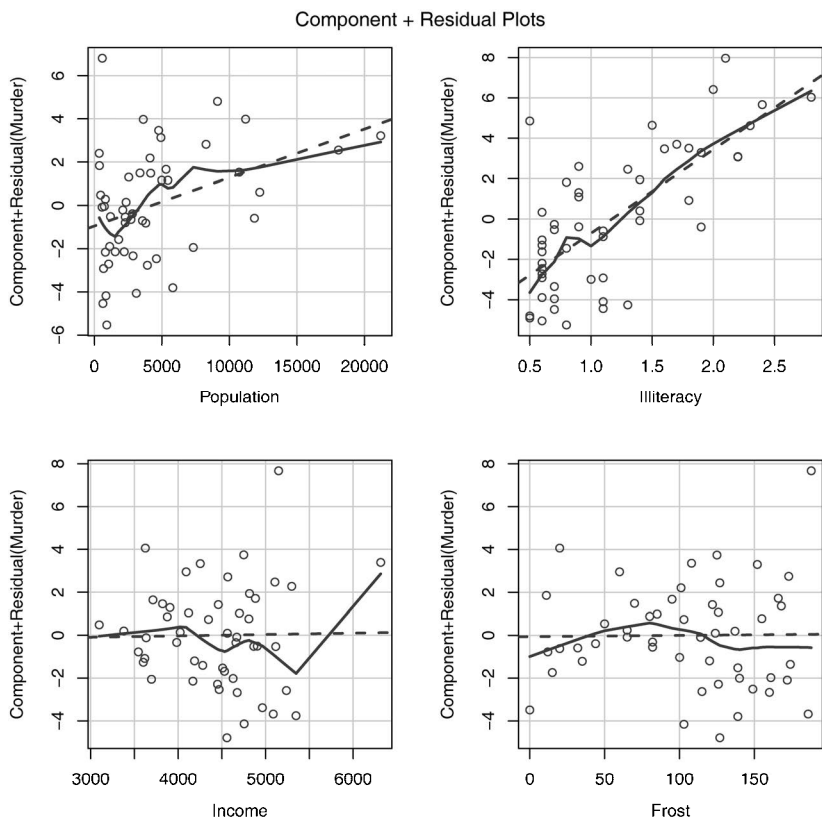 Component + Residual Plots
Component+Residual(Murder)
6
4
2
0
−2
−4
−6
0 5000 10000 15000 20000
Population
Component+Residual(Murder)
8
6
4
2
0
−2
−4
0.5 1.0 1.5 2.0 2.5
Illiteracy
Component+Residual(Murder)
8
6
4
2
0
−2
−4
3000 4000 5000 6000
Income
Component+Residual(Murder)
8
6
4
2
0
−2
−4
0 50 100 150
Frost